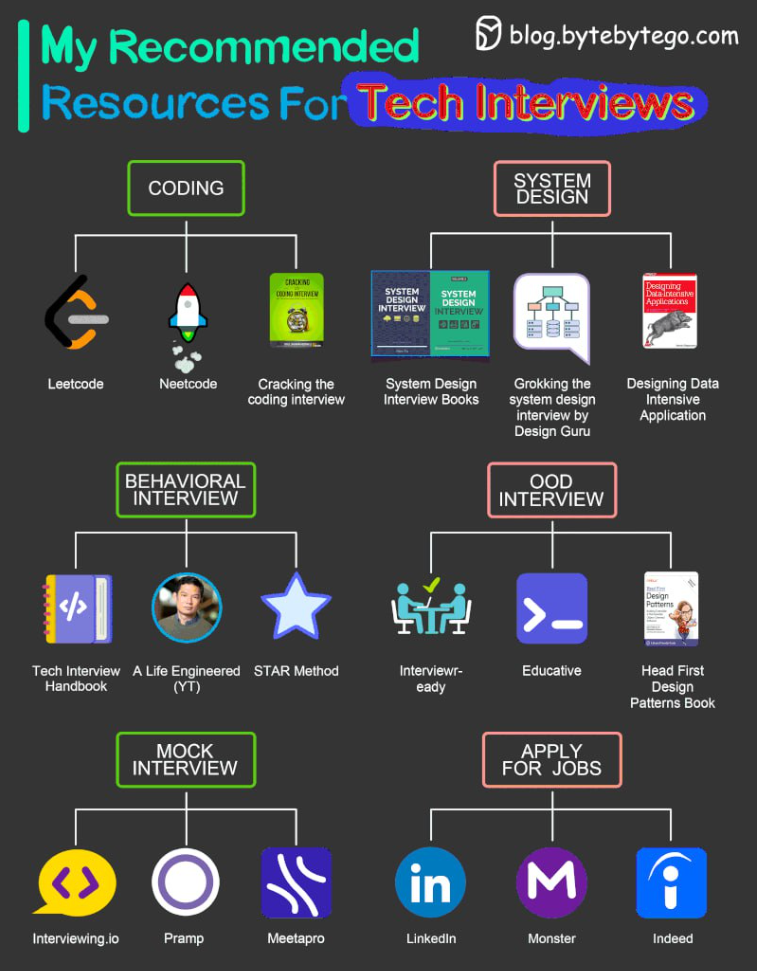 My Recommended
blog.bytebytego.com
Resources For Tech Interviews
CODING
SYSTEM
DESIGN
CRACKING
CODING INTERVIEW
SYSTEM
DESIGN
INTERVIEW
SYSTEM
DESIGN
INTERVIEW
Designing
Data-Intensive
Applications
Leetcode
Neetcode
Cracking the
coding interview
System Design
Interview Books
Grokking the
system design
interview by
Design Guru
Designing Data
Intensive
Application
BEHAVIORAL
INTERVIEW
OOD
INTERVIEW
</>
Head First
Design
Patterns
Tech Interview
Handbook
A Life Engineered
(YT)
STAR Method
Interviewr-
eady
Educative
Head First
Design
Patterns Book
MOCK
INTERVIEW
APPLY
FOR JOBS
in
Interviewing.io
Pramp
Meetapro
LinkedIn
Monster
Indeed